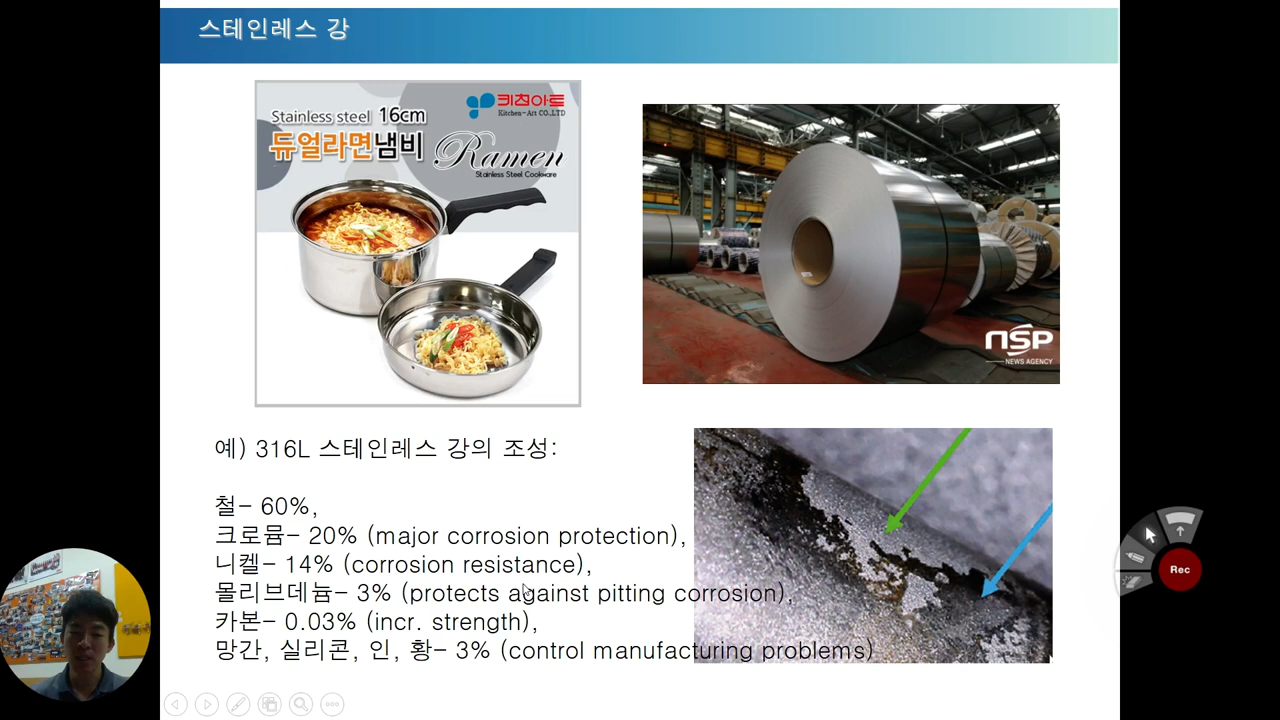 스테인레스 강
키친아트
Kitchen-Art CO.,LTD
Stainless steel 16cm
듀얼라면냄비
Ramen
Stainless Steel Cookware
NSP
NEWS AGENCY
예) 316L 스테인레스 강의 조성:
철- 60%,
크로뮴- 20% (major corrosion protection),
니켈- 14% (corrosion resistance),
몰리브데늄- 3% (protects against pitting corrosion),
카본- 0.03% (incr. strength),
망간, 실리콘, 인, 황- 3% (control manufacturing problems)
Rec